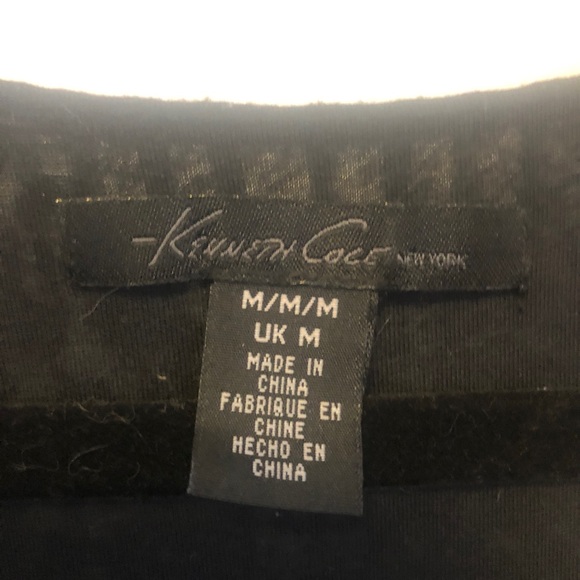 Kenneth Cole NEW YORK
M/M/M
UK M
MADE IN
CHINA
FABRIQUE EN
CHINE
HECHO EN
CHINA